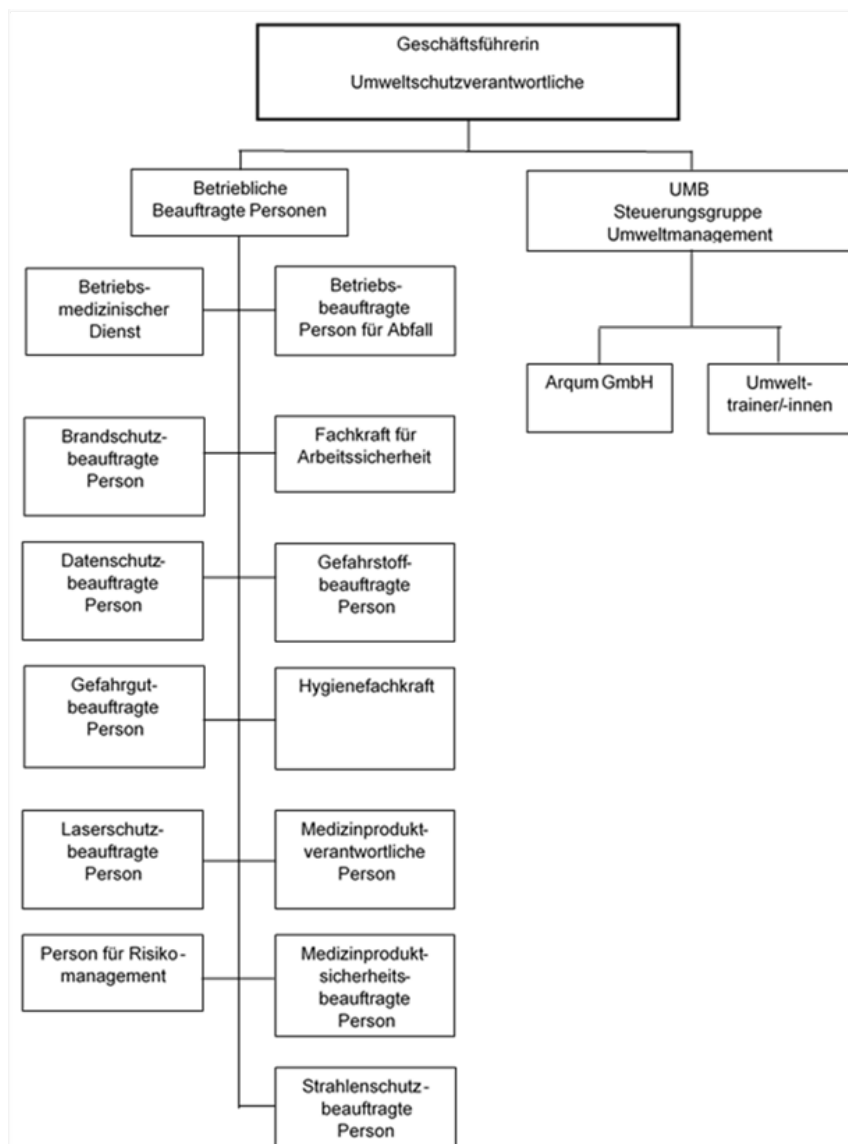 Geschäftsführerin
Umweltschutzverantwortliche
Betriebliche
Beauftragte Personen
UMB
Steuerungsgruppe
Umweltmanagement
Betriebs-
medizinischer
Dienst
Betriebs-
beauftragte
Person für Abfall
Arqum GmbH
Umwelt-
trainer/-innen
Brandschutz-
beauftragte
Person
Fachkraft für
Arbeitssicherheit
Datenschutz-
beauftragte
Person
Gefahrstoff-
beauftragte
Person
Gefahrgut-
beauftragte
Person
Hygienefachkraft
Laserschutz-
beauftragte
Person
Medizinprodukt-
verantwortliche
Person
Person für Risiko-
management
Medizinprodukt-
sicherheits-
beauftragte
Person
Strahlenschutz-
beauftragte
Person